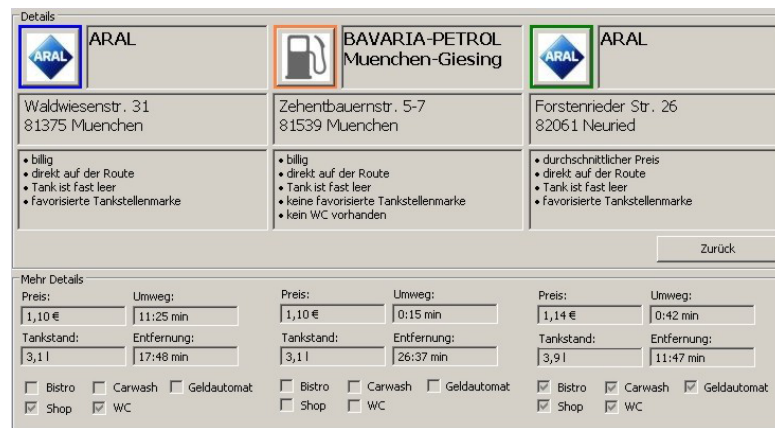 Details
ARAL
ARAL
Waldwiesenstr. 31
81375 Muenchen
• billig
• direkt auf der Route
• Tank ist fast leer
• favorisierte Tankstellenmarke
BAVARIA-PETROL
Muenchen-Giesing
Zehentbauernstr. 5-7
81539 Muenchen
• billig
• direkt auf der Route
• Tank ist fast leer
• keine favorisierte Tankstellenmarke
• kein WC vorhanden
ARAL
ARAL
Forstenrieder Str. 26
82061 Neuried
• durchschnittlicher Preis
• direkt auf der Route
• Tank ist fast leer
• favorisierte Tankstellenmarke
Zurück
Mehr Details
Preis: Umweg:
1,10 € 11:25 min
Tankstand: Entfernung:
3,1 l 17:48 min
Bistro Carwash Geldautomat
Shop WC
Preis: Umweg:
1,10 € 0:15 min
Tankstand: Entfernung:
3,1 l 26:37 min
Bistro Carwash Geldautomat
Shop WC
Preis: Umweg:
1,14 € 0:42 min
Tankstand: Entfernung:
3,9 l 11:47 min
Bistro Carwash Geldautomat
Shop WC